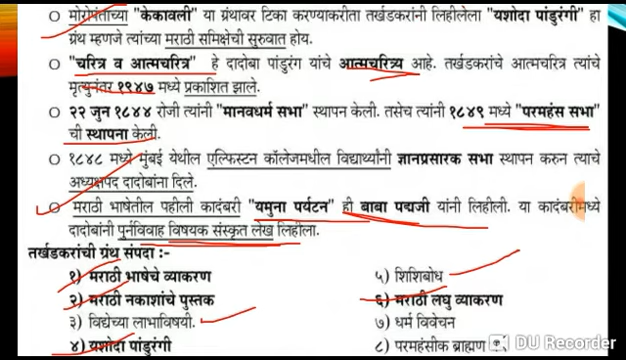 O मोरोपंतांच्या "केकावली" या ग्रंथावर टिका करण्याकरीता तर्खडकरांनी लिहीलेला "यशोदा पांडुरंगी" हा
ग्रंथ म्हणजे त्यांच्या मराठी समिक्षेची सुरुवात होय.
O "चरित्र व आत्मचरित्र" हे दादोबा पांडुरंग यांचे आत्मचरित्र्य आहे. तर्खडकरांचे आत्मचरित्र त्यांचे
मृत्यूनंतर १९४७ मध्ये प्रकाशित झाले.
O २२ जुन १८४४ रोजी त्यांनी "मानवधर्म सभा" स्थापन केली. तसेच त्यांनी १८४९ मध्ये "परमहंस सभा"
ची स्थापना केली.
O १८४८ मध्ये मुंबई येथील एल्फिस्टन कॉलेजमधील विद्यार्थ्यांनी ज्ञानप्रसारक सभा स्थापन करुन त्याचे
अध्यक्षपद दादोबांना दिले.
O मराठी भाषेतील पहीली कादंबरी "यमुना पर्यटन" ही बाबा पद्मजी यांनी लिहीली. या कादंबरीमध्ये
दादोबांनी पुर्नविवाह विषयक संस्कृत लेख लिहीला.
तर्खडकरांची ग्रंथ संपदा :-
१) मराठी भाषेचे व्याकरण
२) मराठी नकाशांचे पुस्तक
३) विद्येच्या लाभाविषयी.
४) यशोदा पांडुरंगी
५) शिशिबोध
६) मराठी लघु व्याकरण
७) धर्म विवेचन
८) परमहंसीक ब्राह्मण
DU Recorder